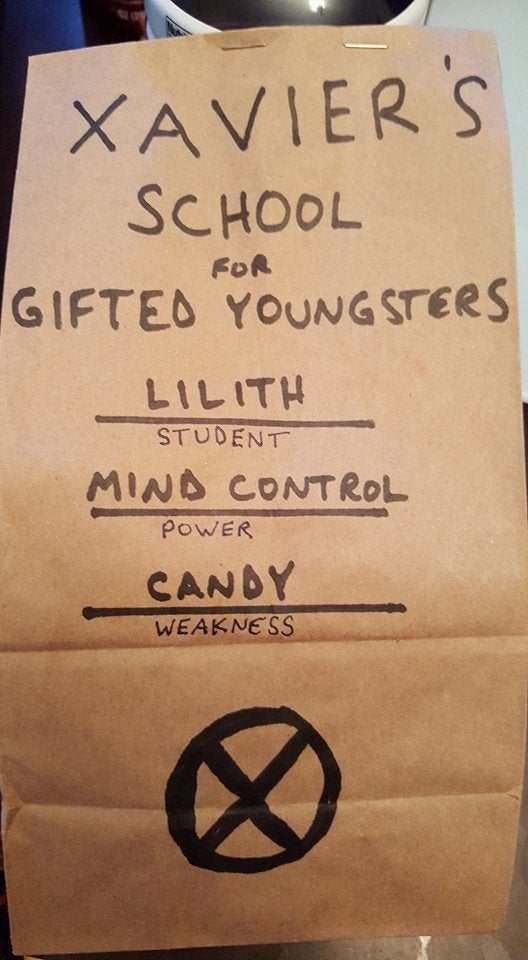 XAVIER'S
SCHOOL
FOR
GIFTED YOUNGSTERS
LILITH
STUDENT
MIND CONTROL
POWER
CANDY
WEAKNESS
X